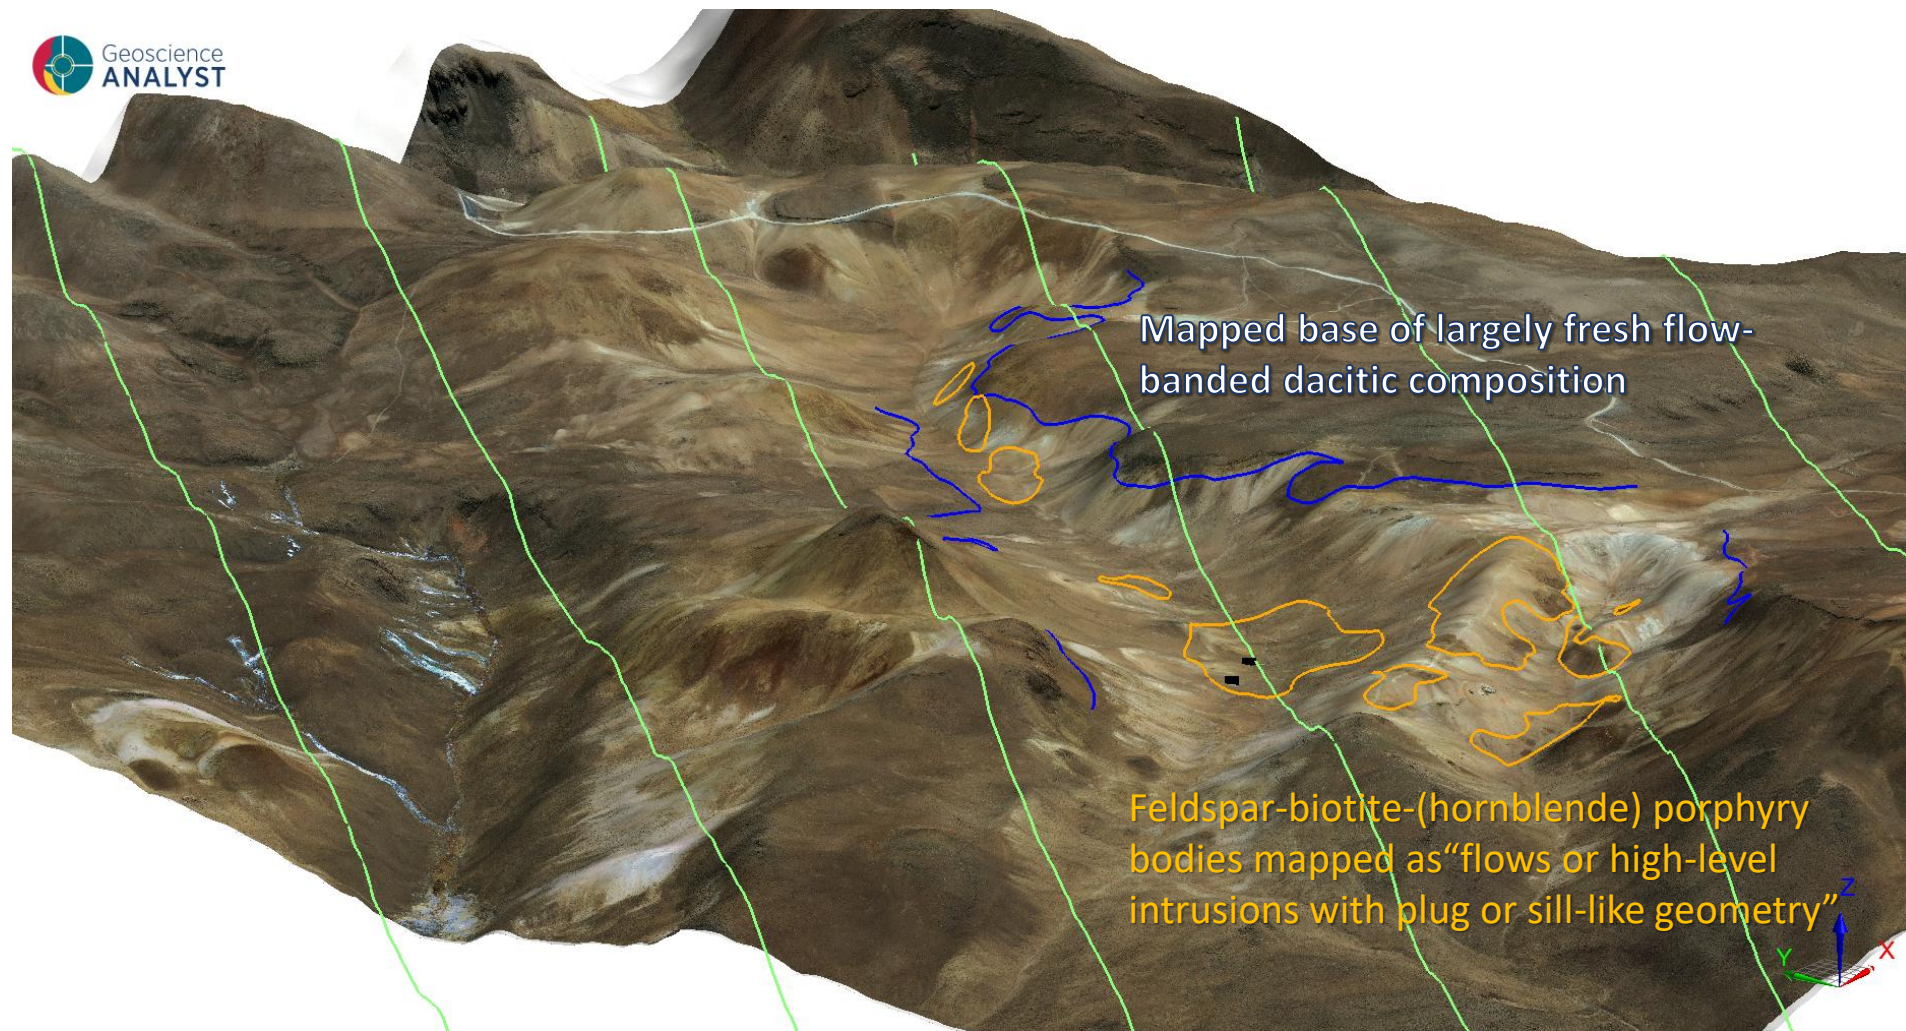 Geoscience
ANALYST
Mapped base of largely fresh flow-
banded dacitic composition
Feldspar-biotite-(hornblende) porphyry
bodies mapped as“flows or high-level
intrusions with plug or sill-like geometry”
Z
Y
X